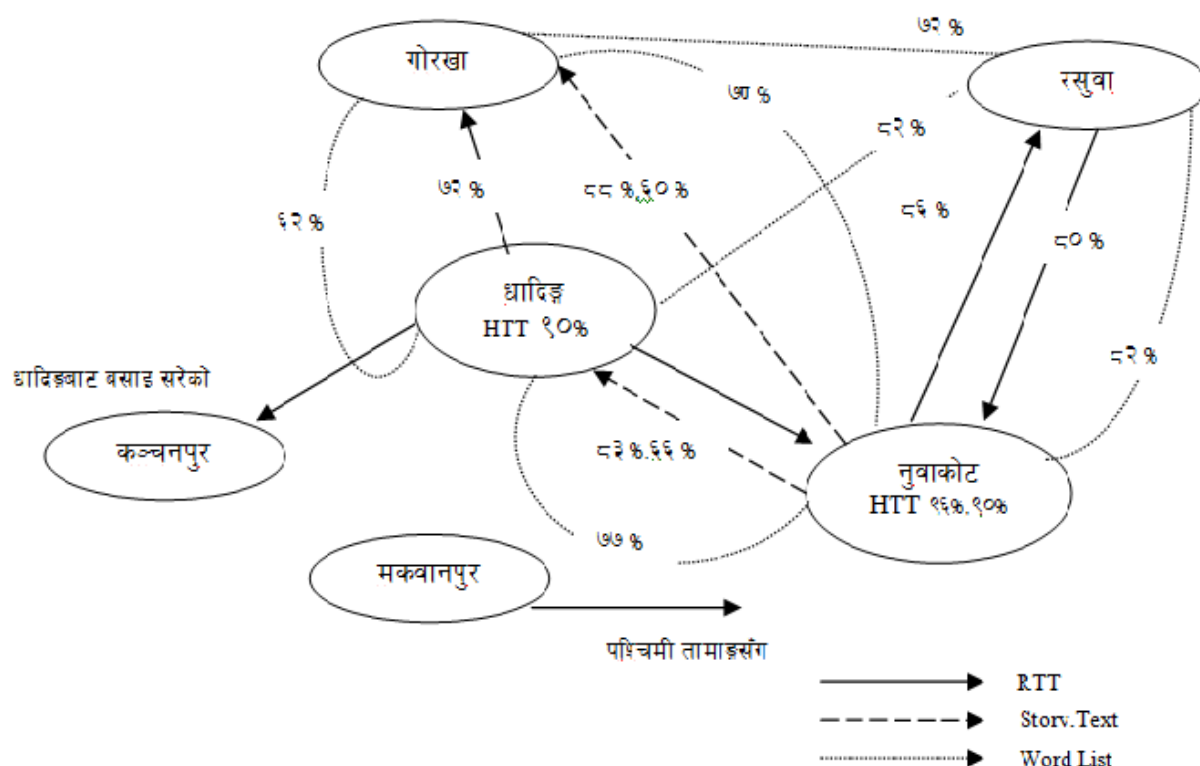 ७२ %
गोरखा
रसुवा
८२ %
७२ %
८८ %,६० %
८६ %
६२ %
८० %
धादिङ्ग
HTT ९०%
८२ %
धादिङबाट बसाइ सरेको
कञ्चनपुर
८३ %.६६ %
नुवाकोट
HTT ९६%.९०%
७७ %
मकवानपुर
पश्चिमी तामाङसँग
RTT
Story.Text
Word List